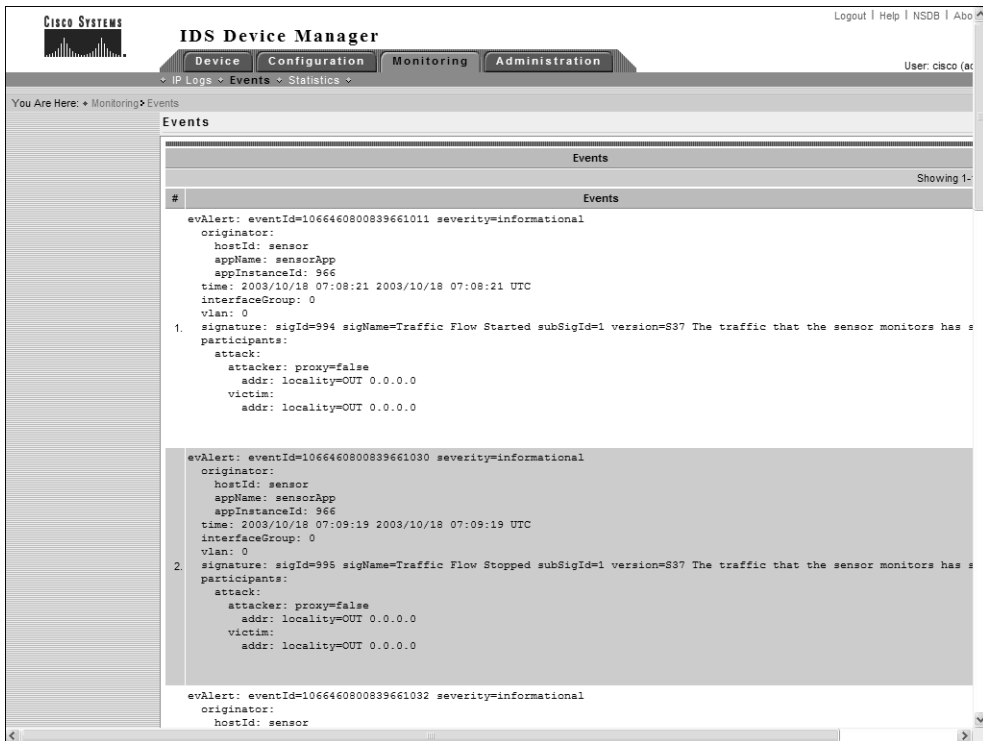 CISCO SYSTEMS
Logout | Help | NSDB | Abo
IDS Device Manager
Device Configuration Monitoring Administration
User: cisco (ac
IP Logs Events Statistics
You Are Here: Monitoring Events
Events
Events
Showing 1-
# Events
evAlert: eventId=1066460800839661011 severity=informational
originator:
hostId: sensor
appName: sensorApp
appInstanceId: 966
time: 2003/10/18 07:08:21 2003/10/18 07:08:21 UTC
interfaceGroup: 0
vlan: 0
1. signature: sigId=994 sigName=Traffic Flow Started subSigId=1 version=S37 The traffic that the sensor monitors has s
participants:
attack:
attacker: proxy=false
addr: locality=OUT 0.0.0.0
victim:
addr: locality=OUT 0.0.0.0
evAlert: eventId=1066460800839661030 severity=informational
originator:
hostId: sensor
appName: sensorApp
appInstanceId: 966
time: 2003/10/18 07:09:19 2003/10/18 07:09:19 UTC
interfaceGroup: 0
vlan: 0
2. signature: sigId=995 sigName=Traffic Flow Stopped subSigId=1 version=S37 The traffic that the sensor monitors has s
participants:
attack:
attacker: proxy=false
addr: locality=OUT 0.0.0.0
victim:
addr: locality=OUT 0.0.0.0
evAlert: eventId=1066460800839661032 severity=informational
originator:
hostId: sensor